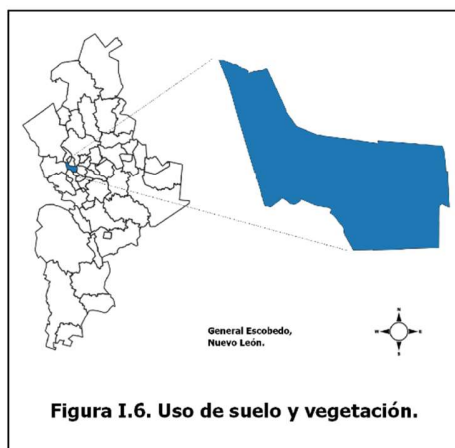 General Escobedo,
Nuevo León.
N
W
E
S
Figura I.6. Uso de suelo y vegetación.